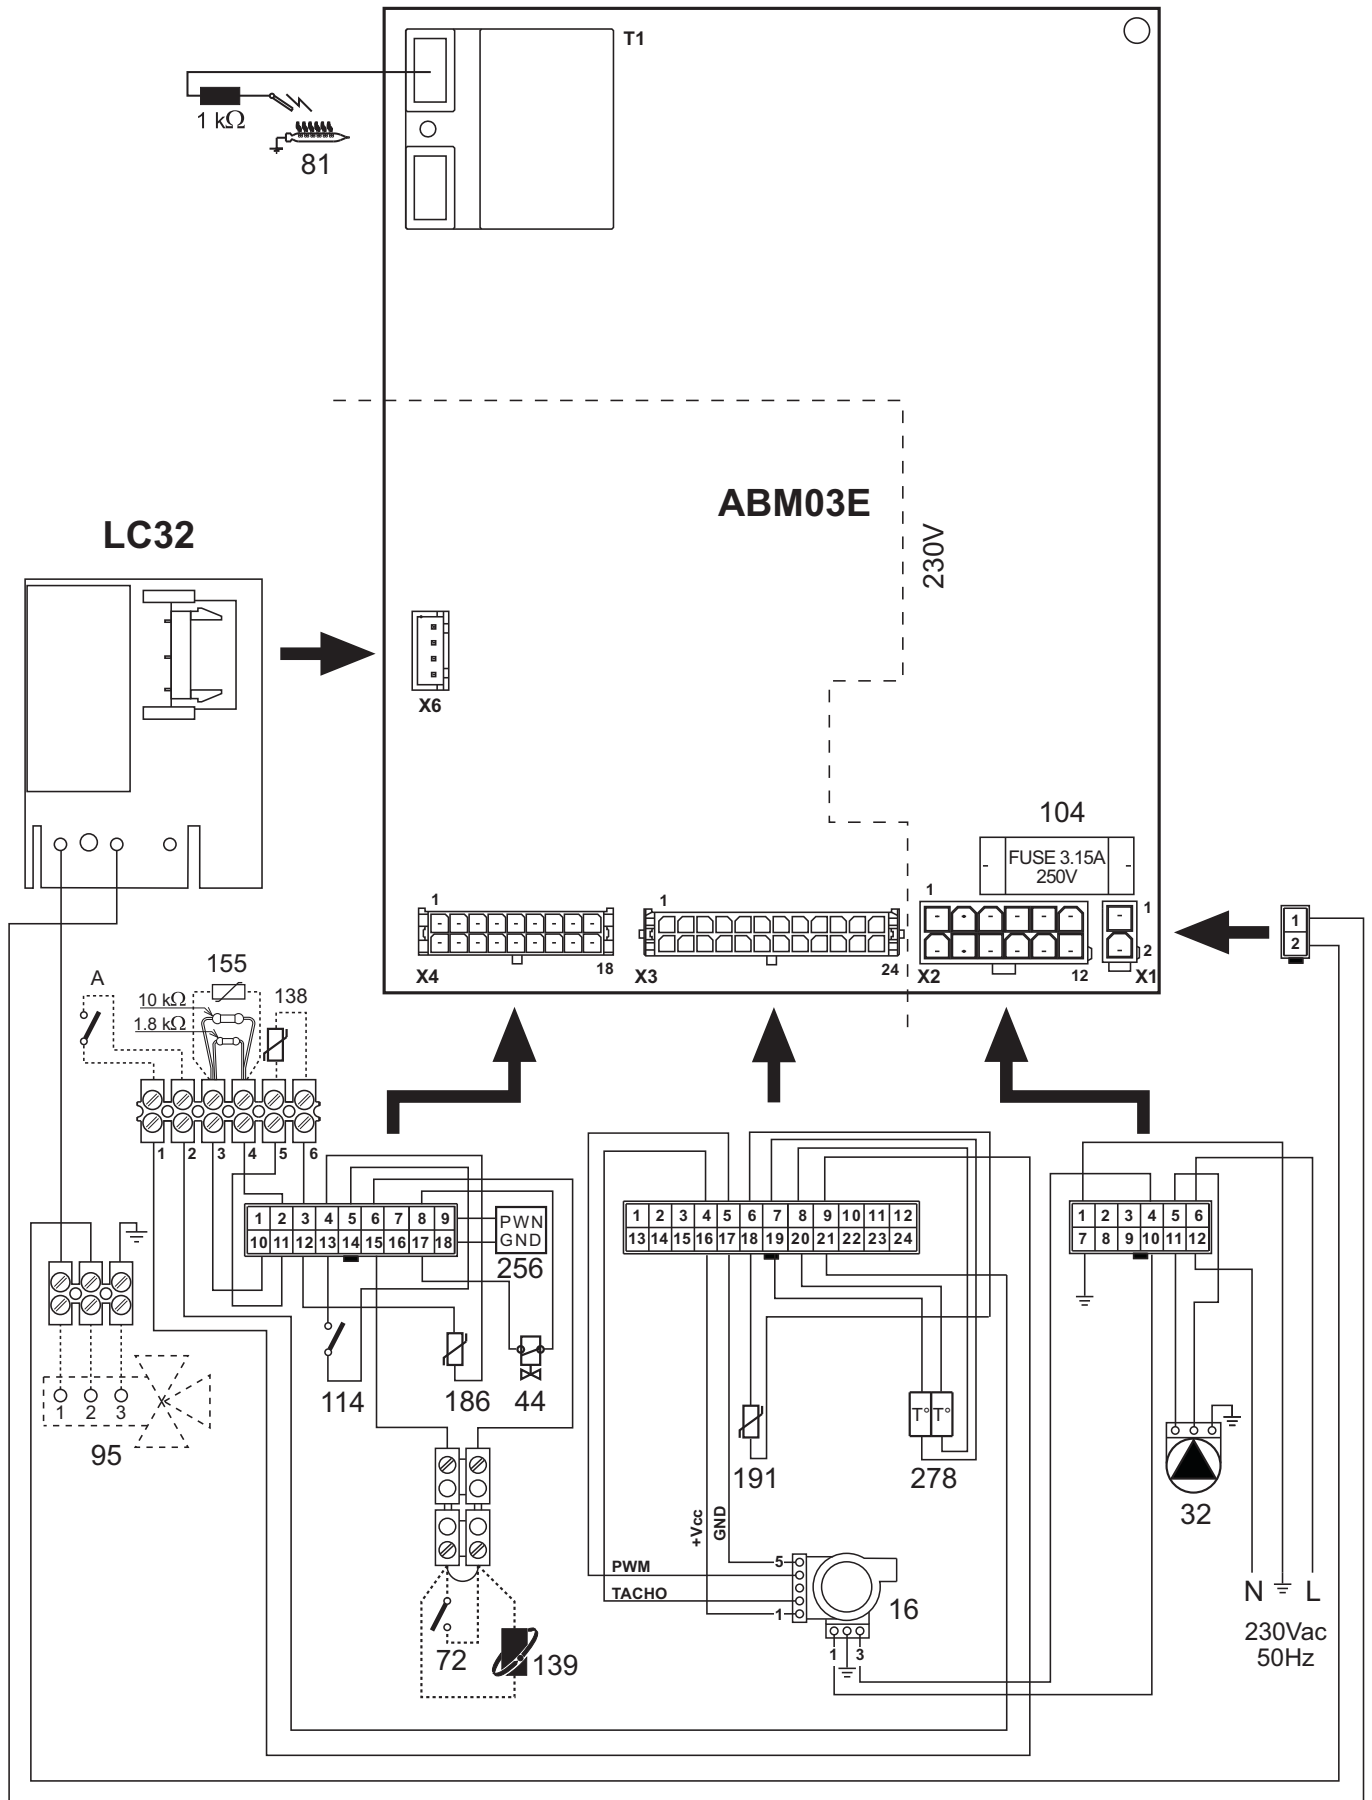 T1
1 kΩ
81
ABM03E
LC32
230V
X6
104
FUSE 3.15A
250V
1
1
1
1
2
1
2
18
24
12
X4
X3
X2
X1
A
155
138
10 kΩ
1.8 kΩ
1 2 3 4 5 6
1 2 3 4 5 6 7 8 9
10 11 12 13 14 15 16 17 18
PWN
GND
256
1 2 3 4 5 6 7 8 9 10 11 12
13 14 15 16 17 18 19 20 21 22 23 24
1 2 3 4 5 6
7 8 9 10 11 12
114
186
44
1 2 3
95
T° T°
191
278
32
+Vcc
GND
PWM
TACHO
5
1
16
1 3
72
139
N L
230Vac
50Hz